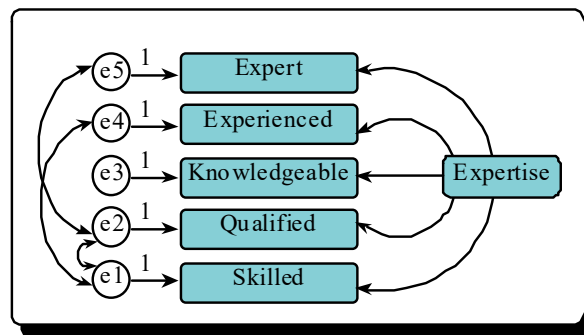 e5 1 Expert
e4 1 Experienced
e3 1 Knowledgeable Expertise
e2 1 Qualified
e1 1 Skilled